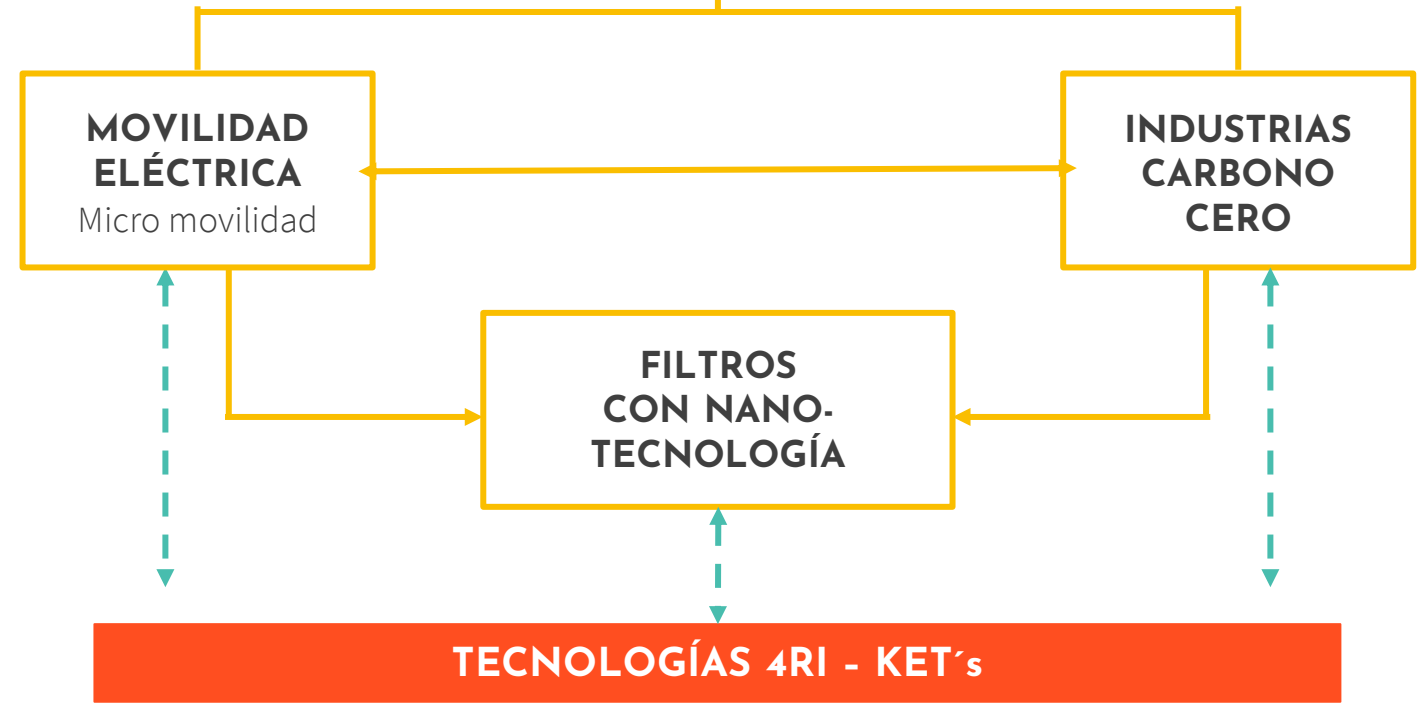 MOVILIDAD
ELÉCTRICA
Micro movilidad
INDUSTRIAS
CARBONO
CERO
FILTROS
CON NANO-
TECNOLOGÍA
TECNOLOGÍAS 4RI – KET´s